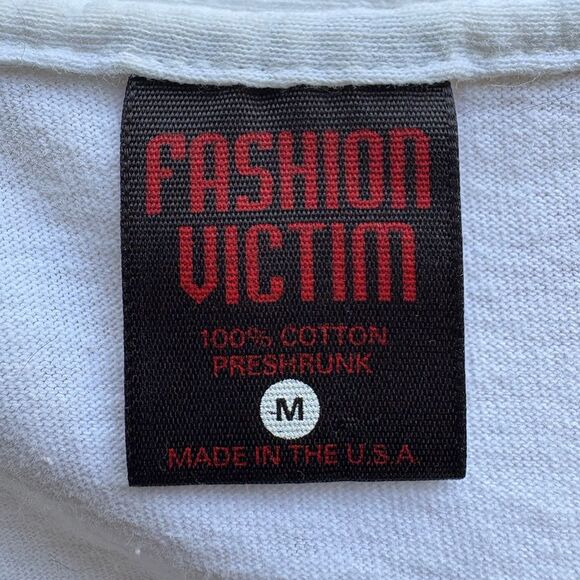 FASHION
VICTIM
100% COTTON
PRESHRUNK
M
MADE IN THE U.S.A